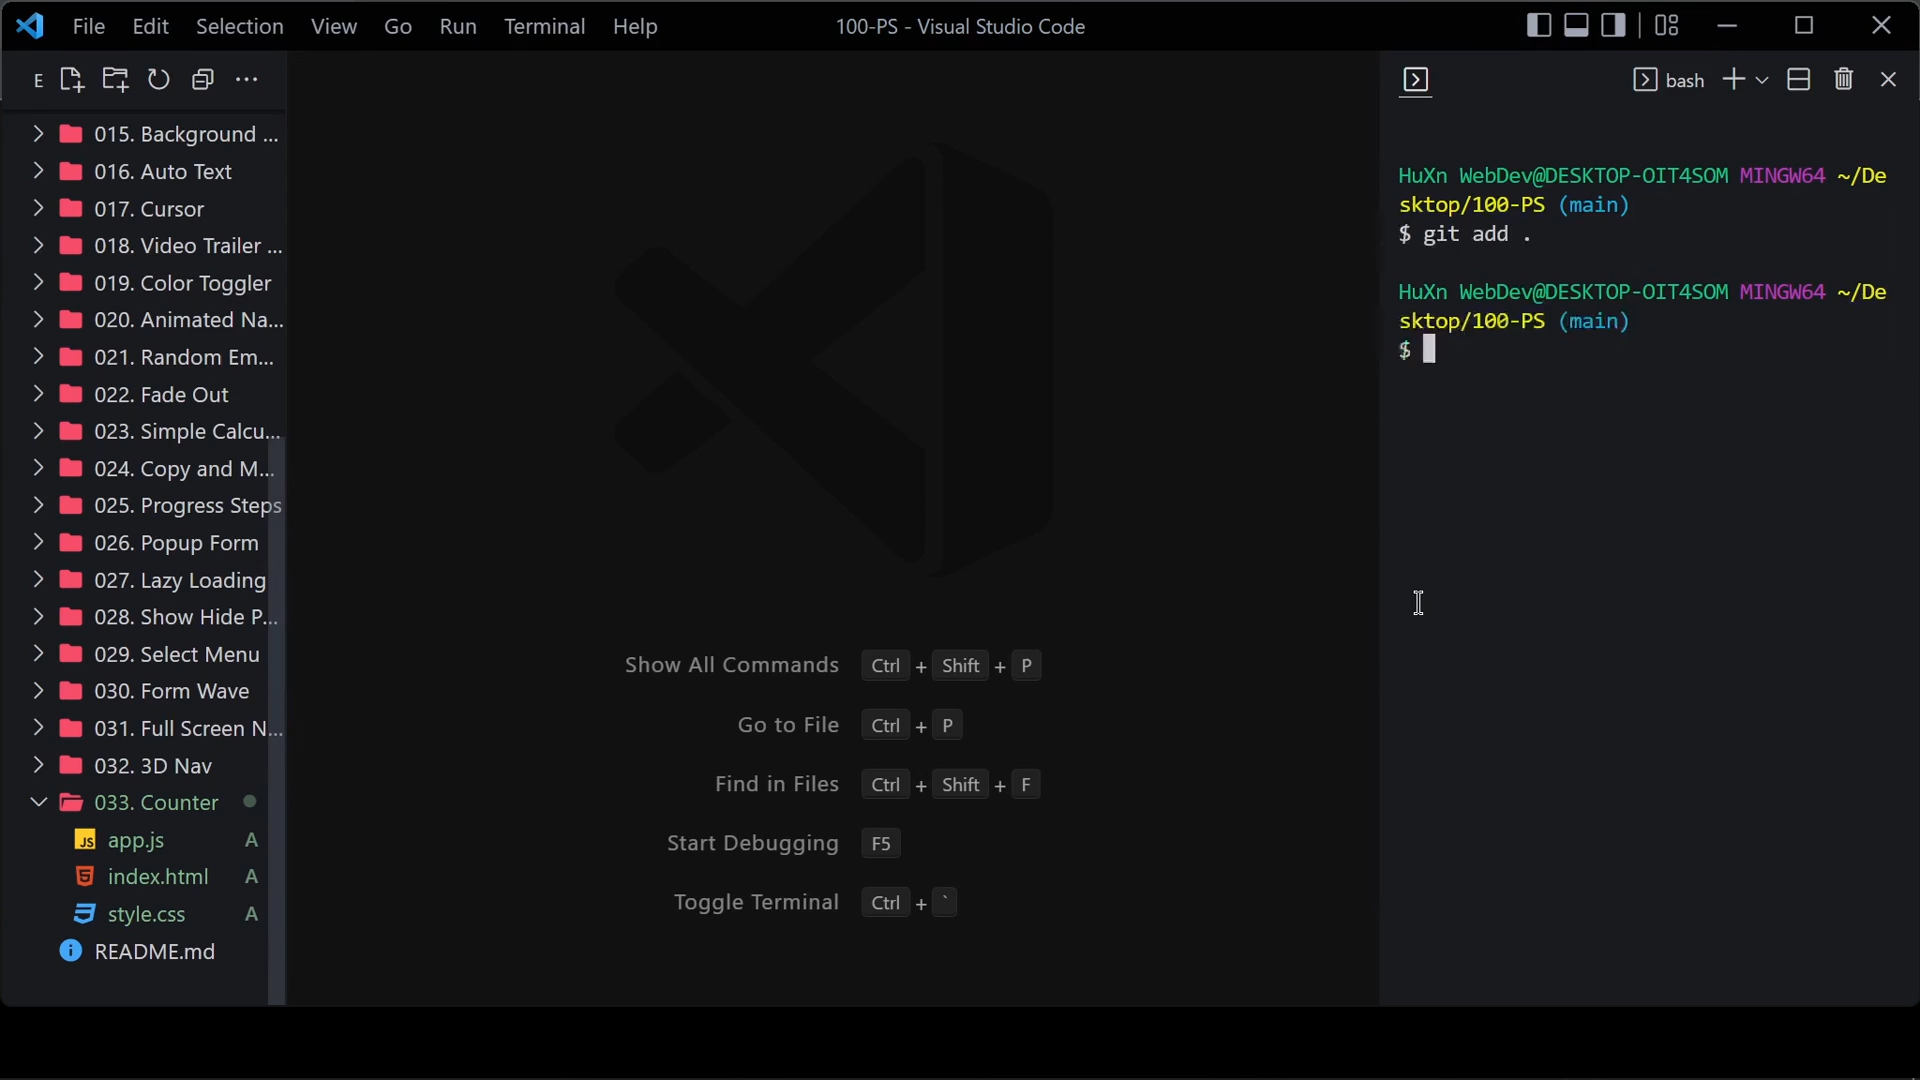 File Edit Selection View Go Run Terminal Help
100-PS - Visual Studio Code
E
015. Background ...
016. Auto Text
017. Cursor
018. Video Trailer ...
019. Color Toggler
020. Animated Na...
021. Random Em...
022. Fade Out
023. Simple Calcu...
024. Copy and M...
025. Progress Steps
026. Popup Form
027. Lazy Loading
028. Show Hide P...
029. Select Menu
030. Form Wave
031. Full Screen N...
032. 3D Nav
033. Counter
JS app.js A
5 index.html A
style.css A
i README.md
Show All Commands Ctrl + Shift + P
Go to File Ctrl + P
Find in Files Ctrl + Shift + F
Start Debugging F5
Toggle Terminal Ctrl + `
bash
HuXn WebDev@DESKTOP-OIT4SOM MINGW64 ~/De
sktop/100-PS (main)
$ git add .
HuXn WebDev@DESKTOP-OIT4SOM MINGW64 ~/De
sktop/100-PS (main)
$